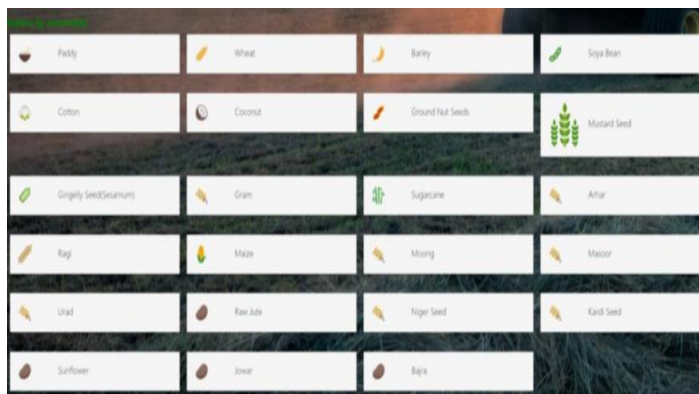 Paddy
Wheat
Barley
Soya Bean
Cotton
Coconut
Ground Nut Seeds
Mustard Seed
Gingelly Seed(Sesamum)
Gram
Sugarcane
Arhar
Ragi
Maize
Moong
Masoor
Urad
Raw Jute
Niger Seed
Kardi Seed
Sunflower
Jowar
Bajra